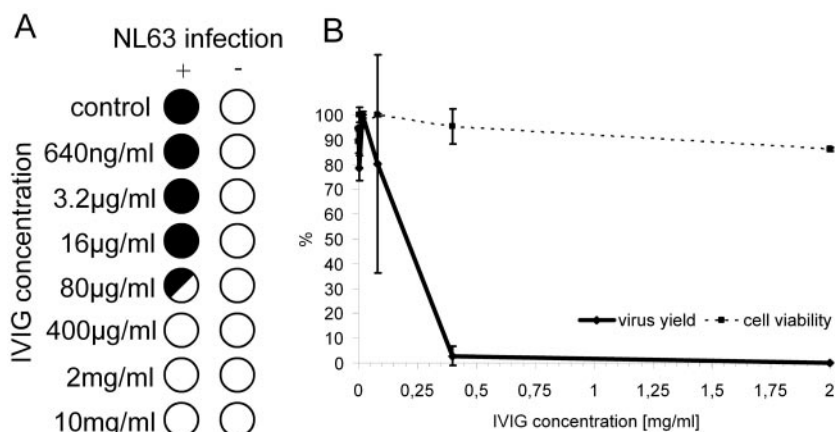 A
NL63 infection
+ -
control
640ng/ml
3.2µg/ml
16µg/ml
80µg/ml
400µg/ml
2mg/ml
10mg/ml
IVIG concentration
B
100
90
80
70
60
50
40
30
20
10
0
%
virus yield cell viability
0 0,25 0,5 0,75 1 1,25 1,5 1,75 2
IVIG concentration [mg/ml]